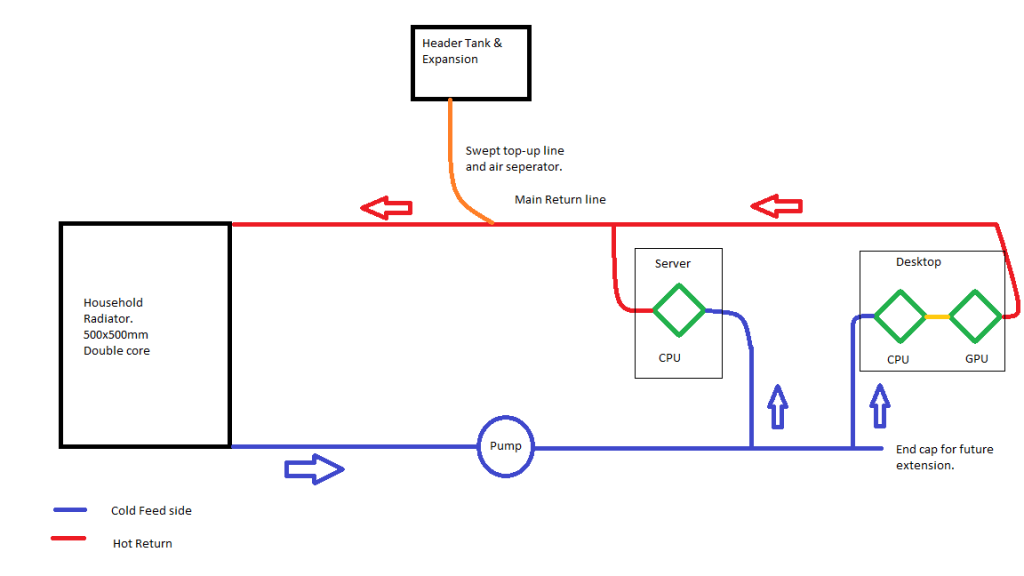 Header Tank &
Expansion
Swept top-up line
and air seperator.
Main Return line
Server
Desktop
Household
Radiator.
500x500mm
Double core
CPU
CPU
GPU
Pump
End cap for future
extension.
Cold Feed side
Hot Return